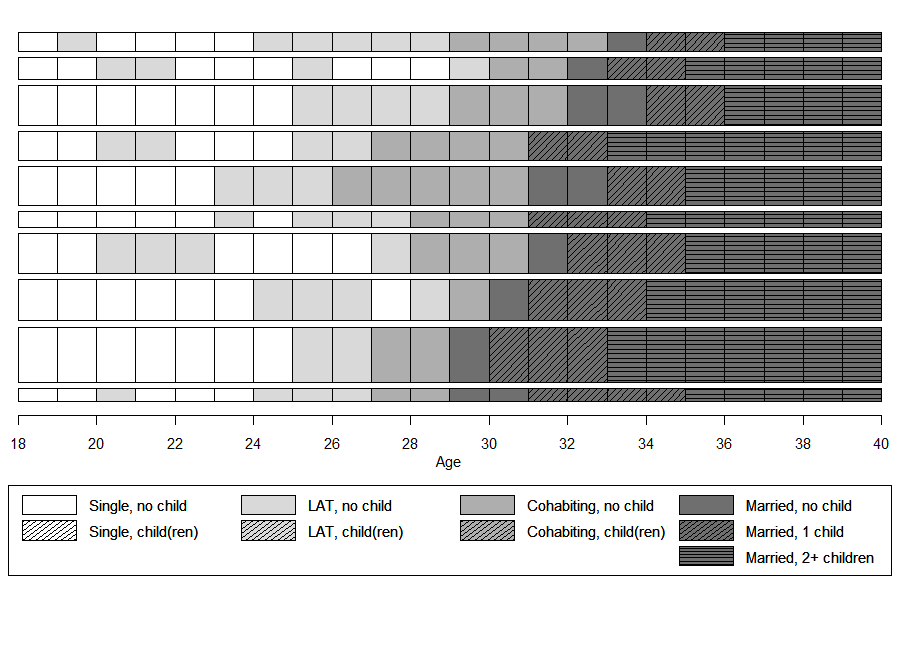 18 20 22 24 26 28 30 32 34 36 38 40
Age
Single, no child LAT, no child Cohabiting, no child Married, no child
Single, child(ren) LAT, child(ren) Cohabiting, child(ren) Married, 1 child
Married, 2+ children